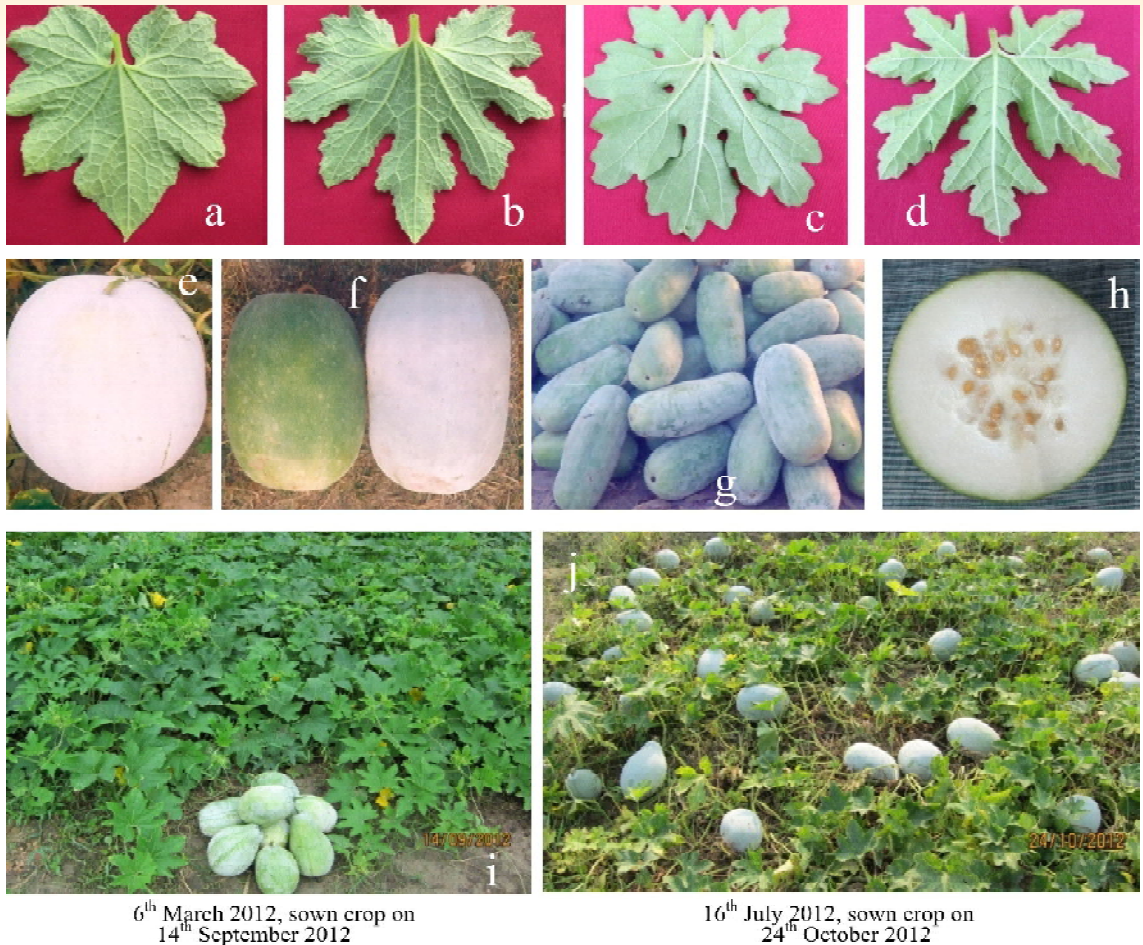 a
b
c
d
e
f
g
h
i
14/09/2012
j
24/10/2012
6th March 2012, sown crop on
14th September 2012
16th July 2012, sown crop on
24th October 2012